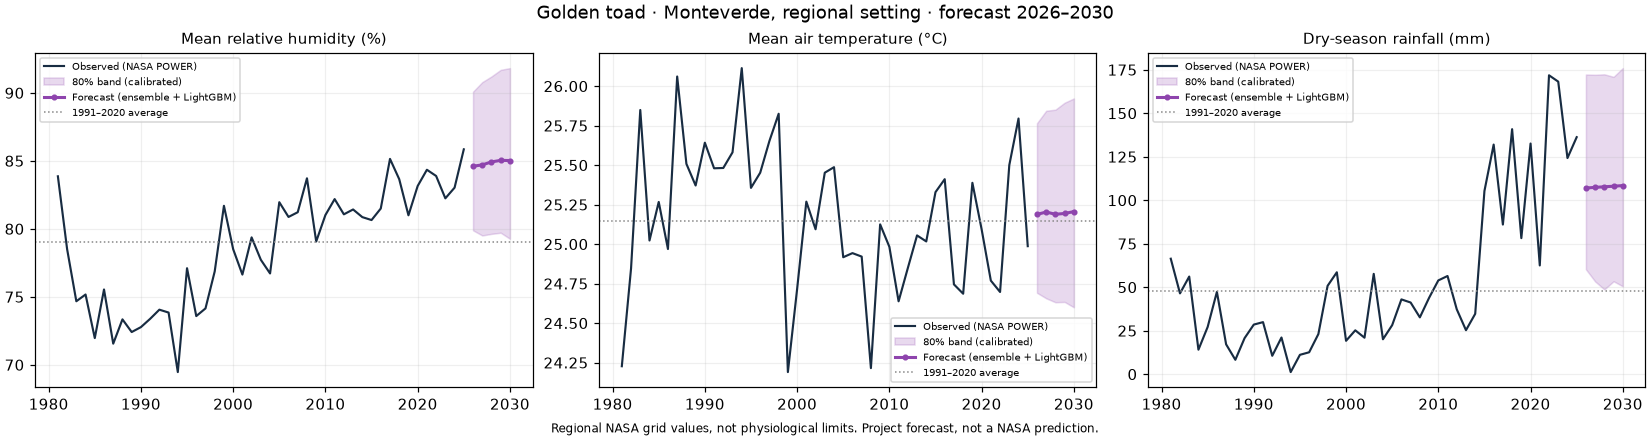 Golden toad · Monteverde, regional setting · forecast 2026–2030
Mean relative humidity (%)
Observed (NASA POWER)
80% band (calibrated)
Forecast (ensemble + LightGBM)
1991–2020 average
90
85
80
75
70
1980
1990
2000
2010
2020
2030
Mean air temperature (°C)
26.00
25.75
25.50
25.25
25.00
24.75
24.50
24.25
Observed (NASA POWER)
80% band (calibrated)
Forecast (ensemble + LightGBM)
1991–2020 average
1980
1990
2000
2010
2020
2030
Dry-season rainfall (mm)
Observed (NASA POWER)
80% band (calibrated)
Forecast (ensemble + LightGBM)
1991–2020 average
175
150
125
100
75
50
25
0
1980
1990
2000
2010
2020
2030
Regional NASA grid values, not physiological limits. Project forecast, not a NASA prediction.